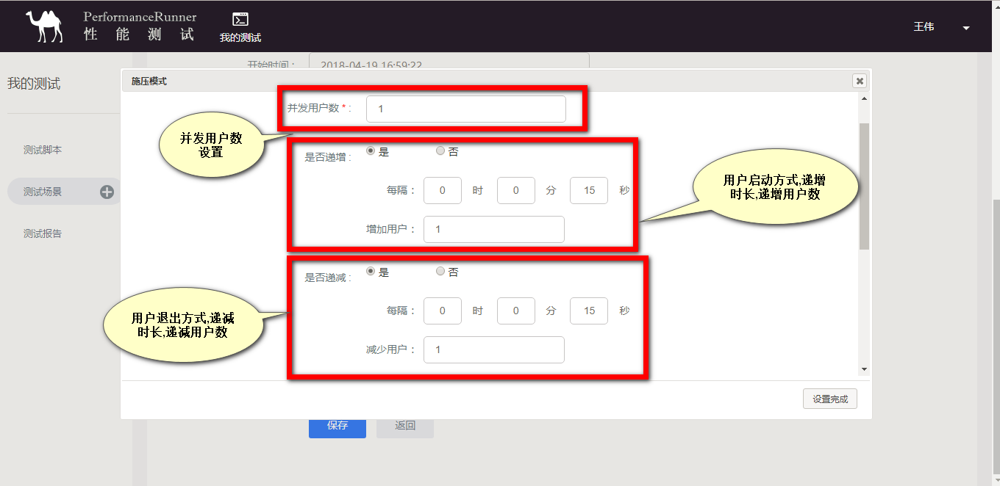 PerformanceRunner
性 能 测 试
我的测试
王伟
开始时间： 2018-04-19 16:59:22
我的测试
测试脚本
测试场景
测试报告
施压模式
并发用户数 * : 1
并发用户数
设置
是否递增 : 是 否
每隔： 0 时 0 分 15 秒
增加用户： 1
用户启动方式,递增
时长,递增用户数
是否递减 : 是 否
每隔： 0 时 0 分 15 秒
减少用户： 1
用户退出方式,递减
时长,递减用户数
设置完成
保存 返回